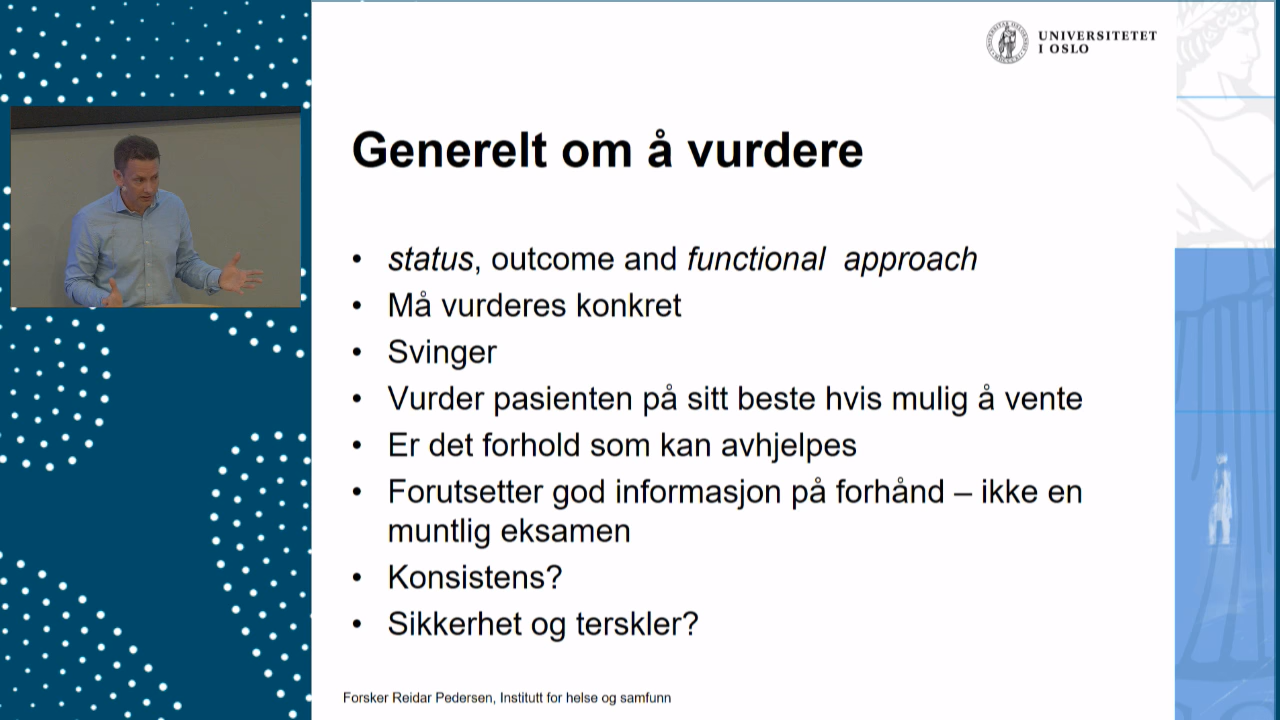 UNIVERSITETET
I OSLO
Generelt om å vurdere
• status, outcome and functional approach
• Må vurderes konkret
• Svinger
• Vurder pasienten på sitt beste hvis mulig å vente
• Er det forhold som kan avhjelpes
• Forutsetter god informasjon på forhånd – ikke en
muntlig eksamen
• Konsistens?
• Sikkerhet og terskler?
Forsker Reidar Pedersen, Institutt for helse og samfunn